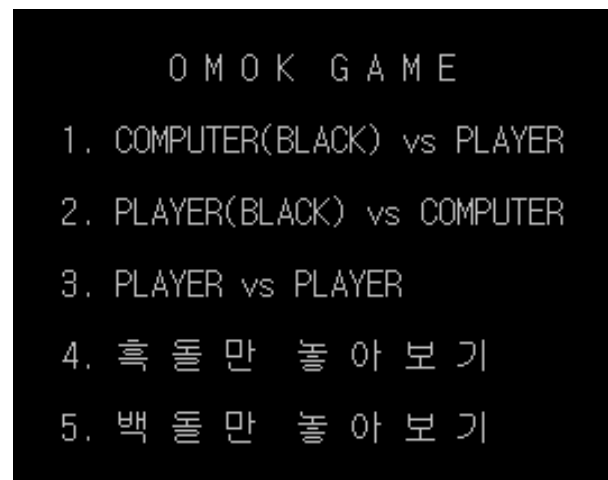 O M O K  G A M E
1. COMPUTER(BLACK) vs PLAYER
2. PLAYER(BLACK) vs COMPUTER
3. PLAYER vs PLAYER
4. 흑 돌 만  놓 아 보 기
5. 백 돌 만  놓 아 보 기